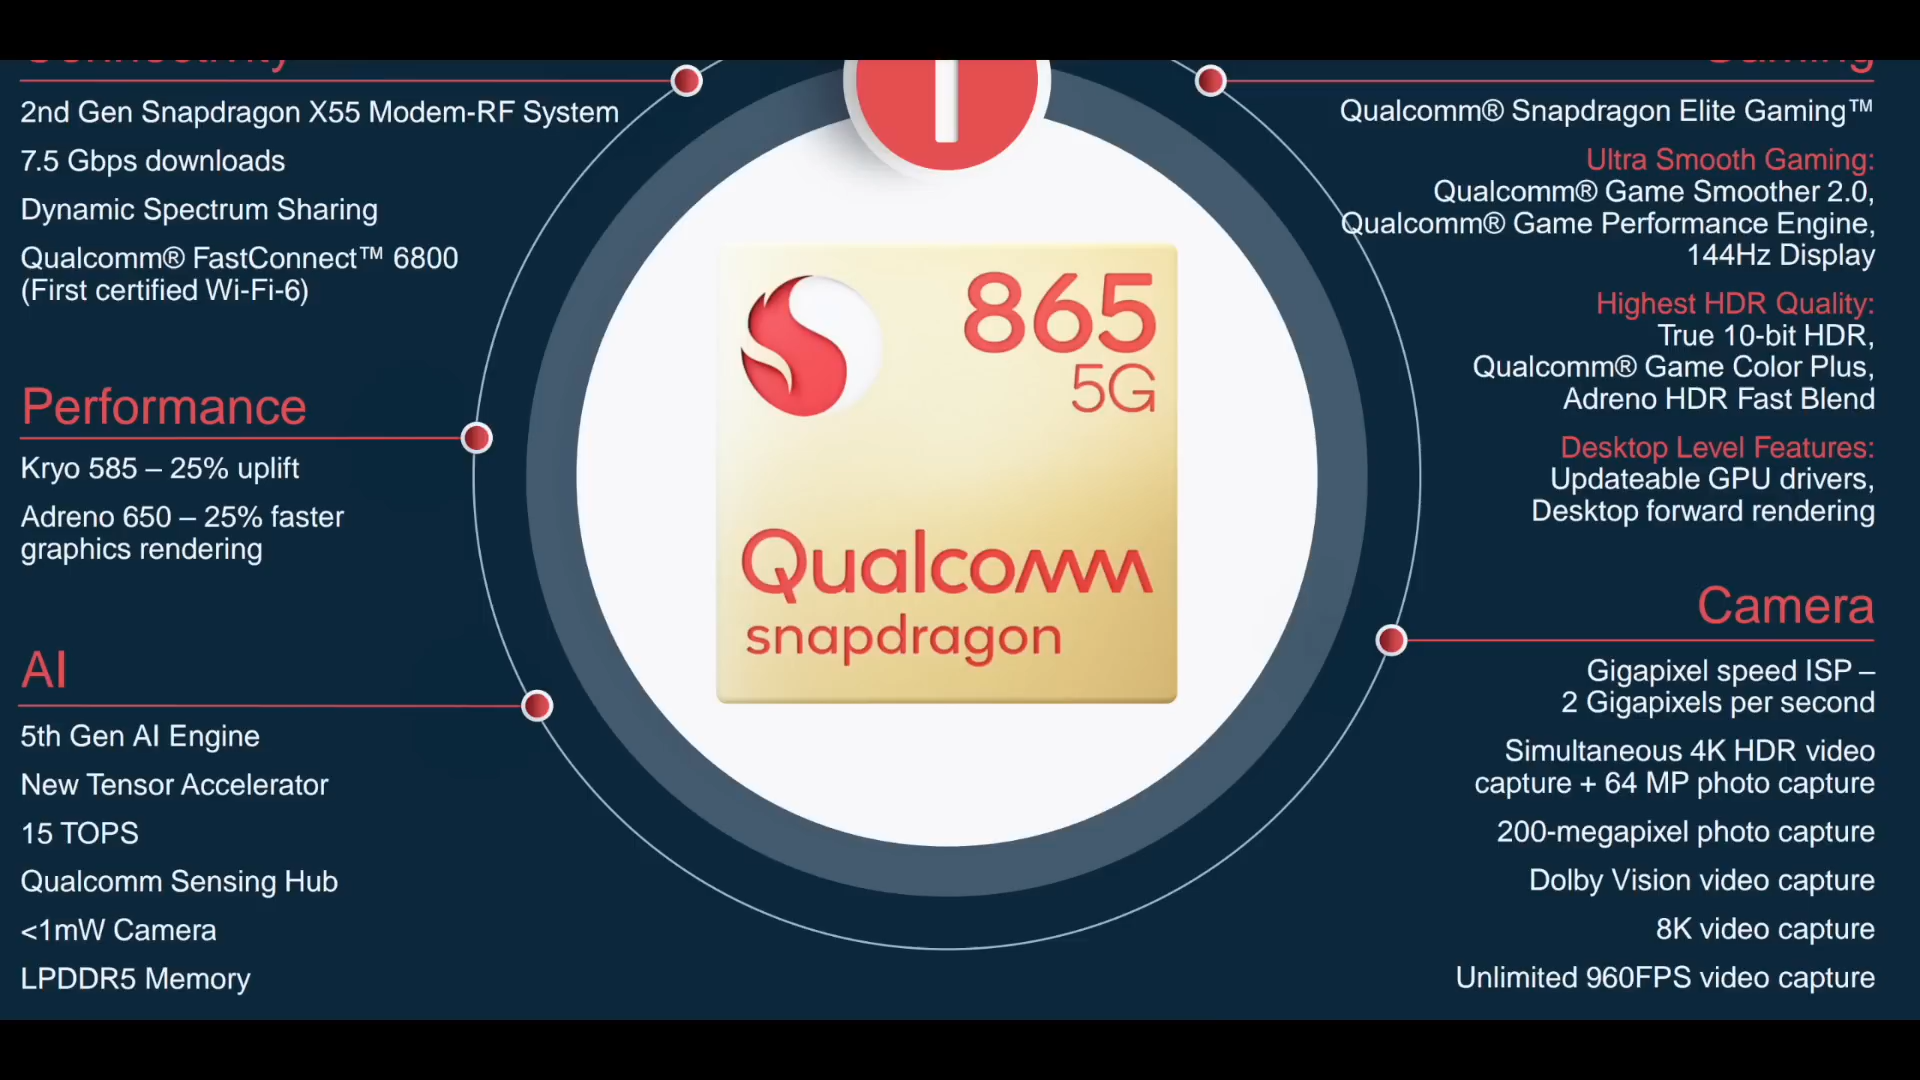 Connectivity
2nd Gen Snapdragon X55 Modem-RF System
7.5 Gbps downloads
Dynamic Spectrum Sharing
Qualcomm® FastConnect™ 6800
(First certified Wi-Fi-6)
Performance
Kryo 585 – 25% uplift
Adreno 650 – 25% faster
graphics rendering
AI
5th Gen AI Engine
New Tensor Accelerator
15 TOPS
Qualcomm Sensing Hub
<1mW Camera
LPDDR5 Memory
865
5G
Qualcomm
snapdragon
Gaming
Qualcomm® Snapdragon Elite Gaming™
Ultra Smooth Gaming:
Qualcomm® Game Smoother 2.0,
Qualcomm® Game Performance Engine,
144Hz Display
Highest HDR Quality:
True 10-bit HDR,
Qualcomm® Game Color Plus,
Adreno HDR Fast Blend
Desktop Level Features:
Updateable GPU drivers,
Desktop forward rendering
Camera
Gigapixel speed ISP –
2 Gigapixels per second
Simultaneous 4K HDR video
capture + 64 MP photo capture
200-megapixel photo capture
Dolby Vision video capture
8K video capture
Unlimited 960FPS video capture